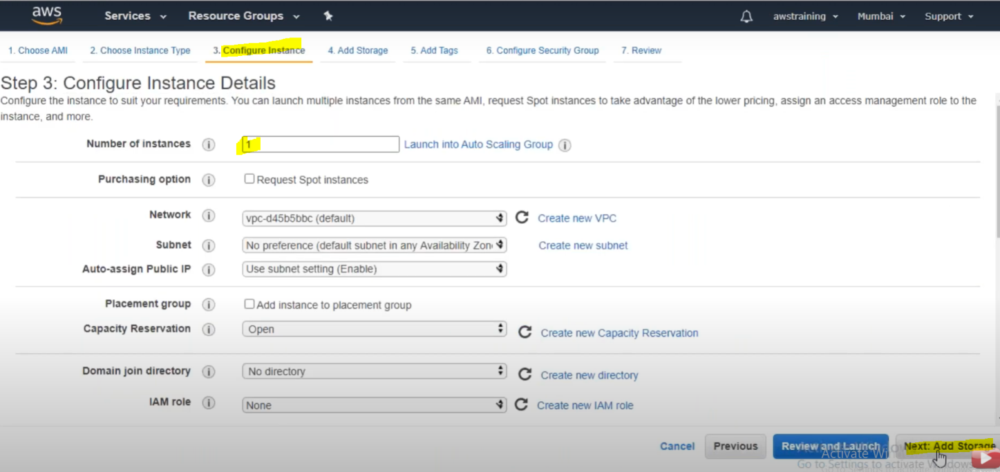 aws Services Resource Groups awstraining Mumbai Support
1. Choose AMI 2. Choose Instance Type 3. Configure Instance 4. Add Storage 5. Add Tags 6. Configure Security Group 7. Review
Step 3: Configure Instance Details
Configure the instance to suit your requirements. You can launch multiple instances from the same AMI, request Spot instances to take advantage of the lower pricing, assign an access management role to the
instance, and more.
Number of instances i 1 Launch into Auto Scaling Group i
Purchasing option i Request Spot instances
Network i vpc-d45b5bbc (default) Create new VPC
Subnet i No preference (default subnet in any Availability Zon Create new subnet
Auto-assign Public IP i Use subnet setting (Enable)
Placement group i Add instance to placement group
Capacity Reservation i Open Create new Capacity Reservation
Domain join directory i No directory Create new directory
IAM role i None Create new IAM role
Cancel Previous Review and Launch Next: Add Storage
Activate Wi
Go to Settings to activate Windows